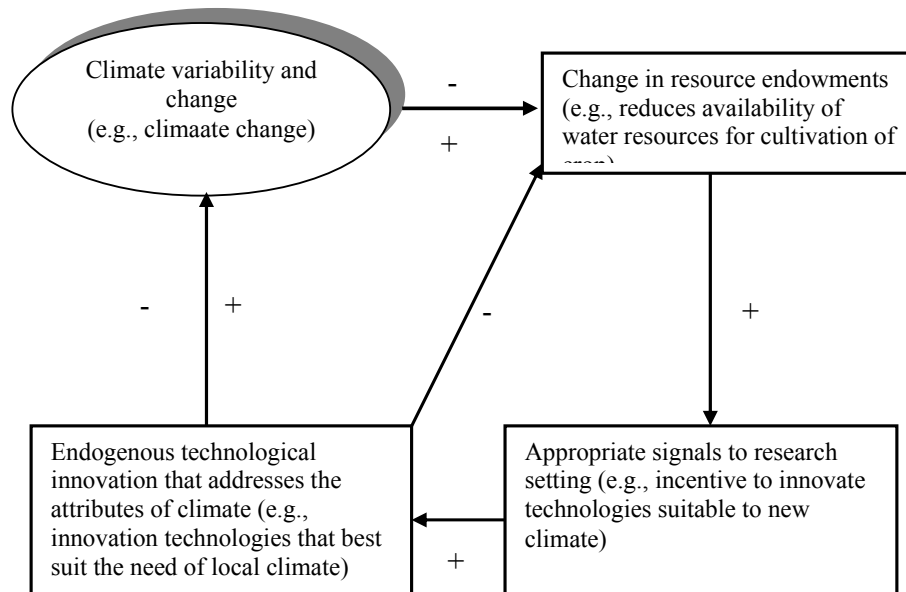 Climate variability and
change
(e.g., climaate change)
-
+
Change in resource endowments
(e.g., reduces availability of
water resources for cultivation of
crop)
-
+
-
+
Endogenous technological
innovation that addresses the
attributes of climate (e.g.,
innovation technologies that best
suit the need of local climate)
+
Appropriate signals to research
setting (e.g., incentive to innovate
technologies suitable to new
climate)